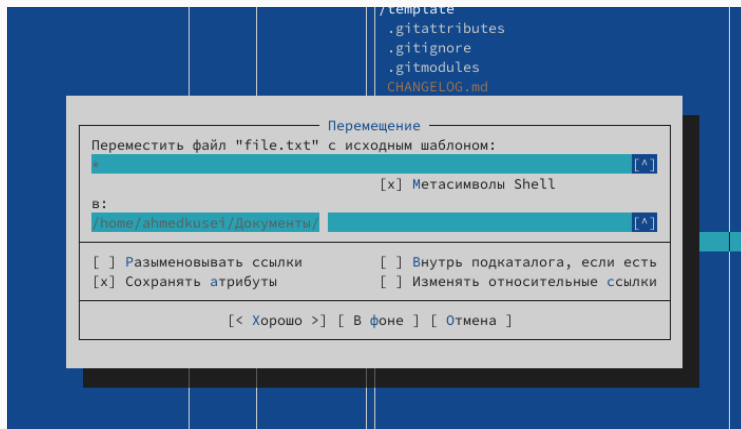 /template
.gitattributes
.gitignore
.gitmodules
CHANGELOG.md
Перемещение
Переместить файл "file.txt" с исходным шаблоном:
* [^]
[x] Метасимволы Shell
в:
/home/ahmedkusei/Документы/ [^]
[ ] Разыменовывать ссылки [ ] Внутрь подкаталога, если есть
[x] Сохранять атрибуты [ ] Изменять относительные ссылки
[< Хорошо >] [ В фоне ] [ Отмена ]